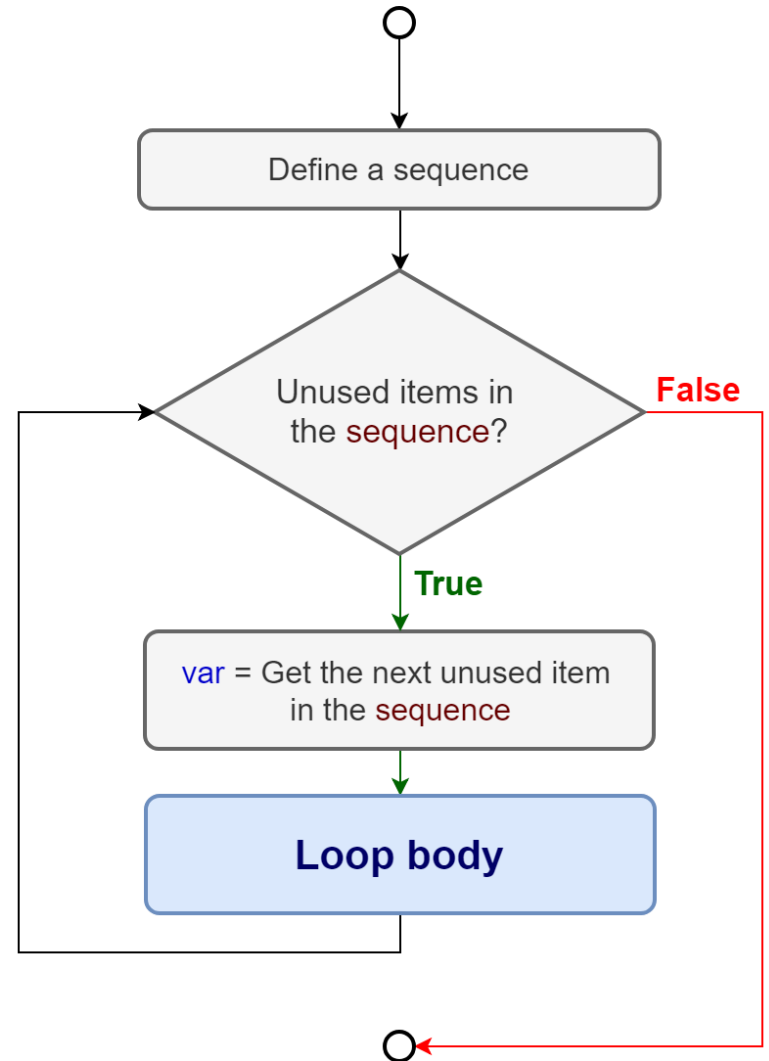 Define a sequence
Unused items in
the sequence?
False
True
var = Get the next unused item
in the sequence
Loop body